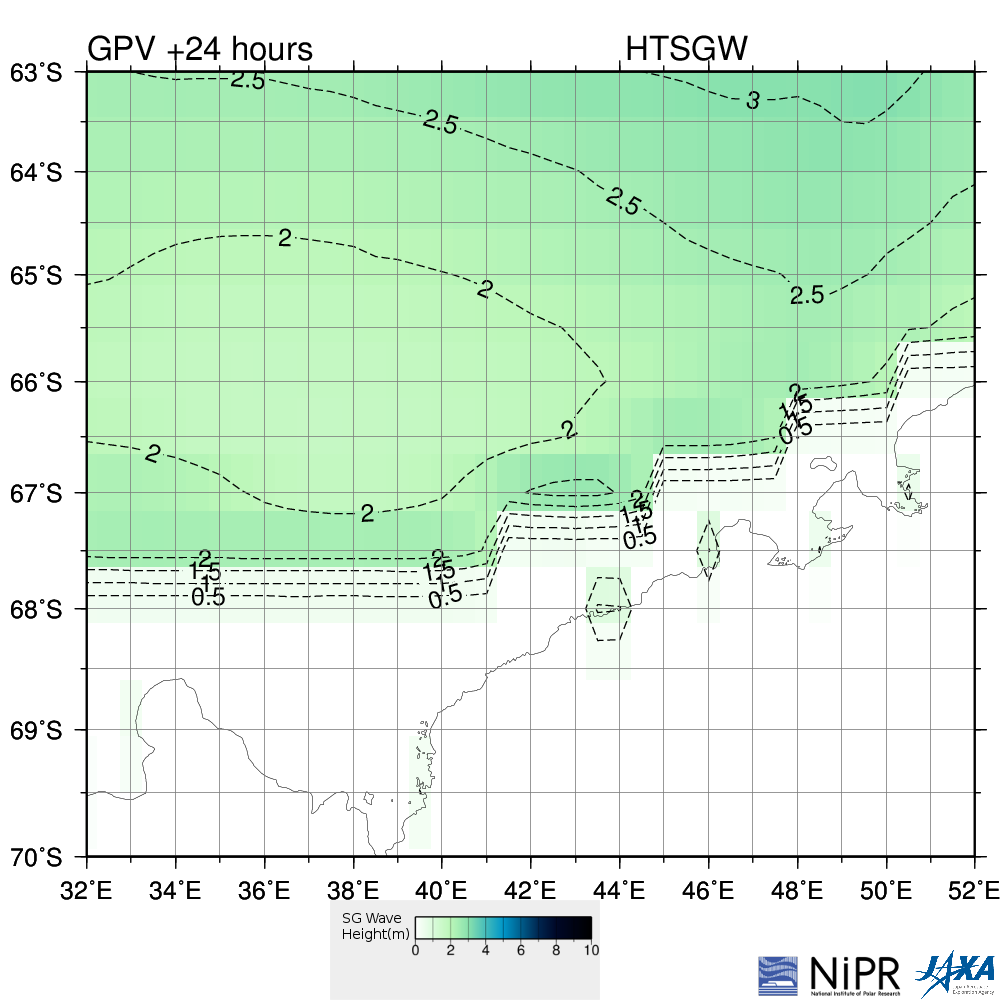 GPV +24 hours HTSGW
63°S
2.5
3
2.5
64°S
2.5
2
65°S
2
2.5
66°S
2
1.5
1
0.5
2
2
67°S
2
2
1.5
1
0.5
2
1.5
1
0.5
2
1.5
1
0.5
68°S
69°S
70°S
32°E 34°E 36°E 38°E 40°E 42°E 44°E 46°E 48°E 50°E 52°E
SG Wave
Height(m)
0 2 4 6 8 10
NiPR
National Institute of Polar Research
JAXA
Japan Aerospace
Exploration Agency